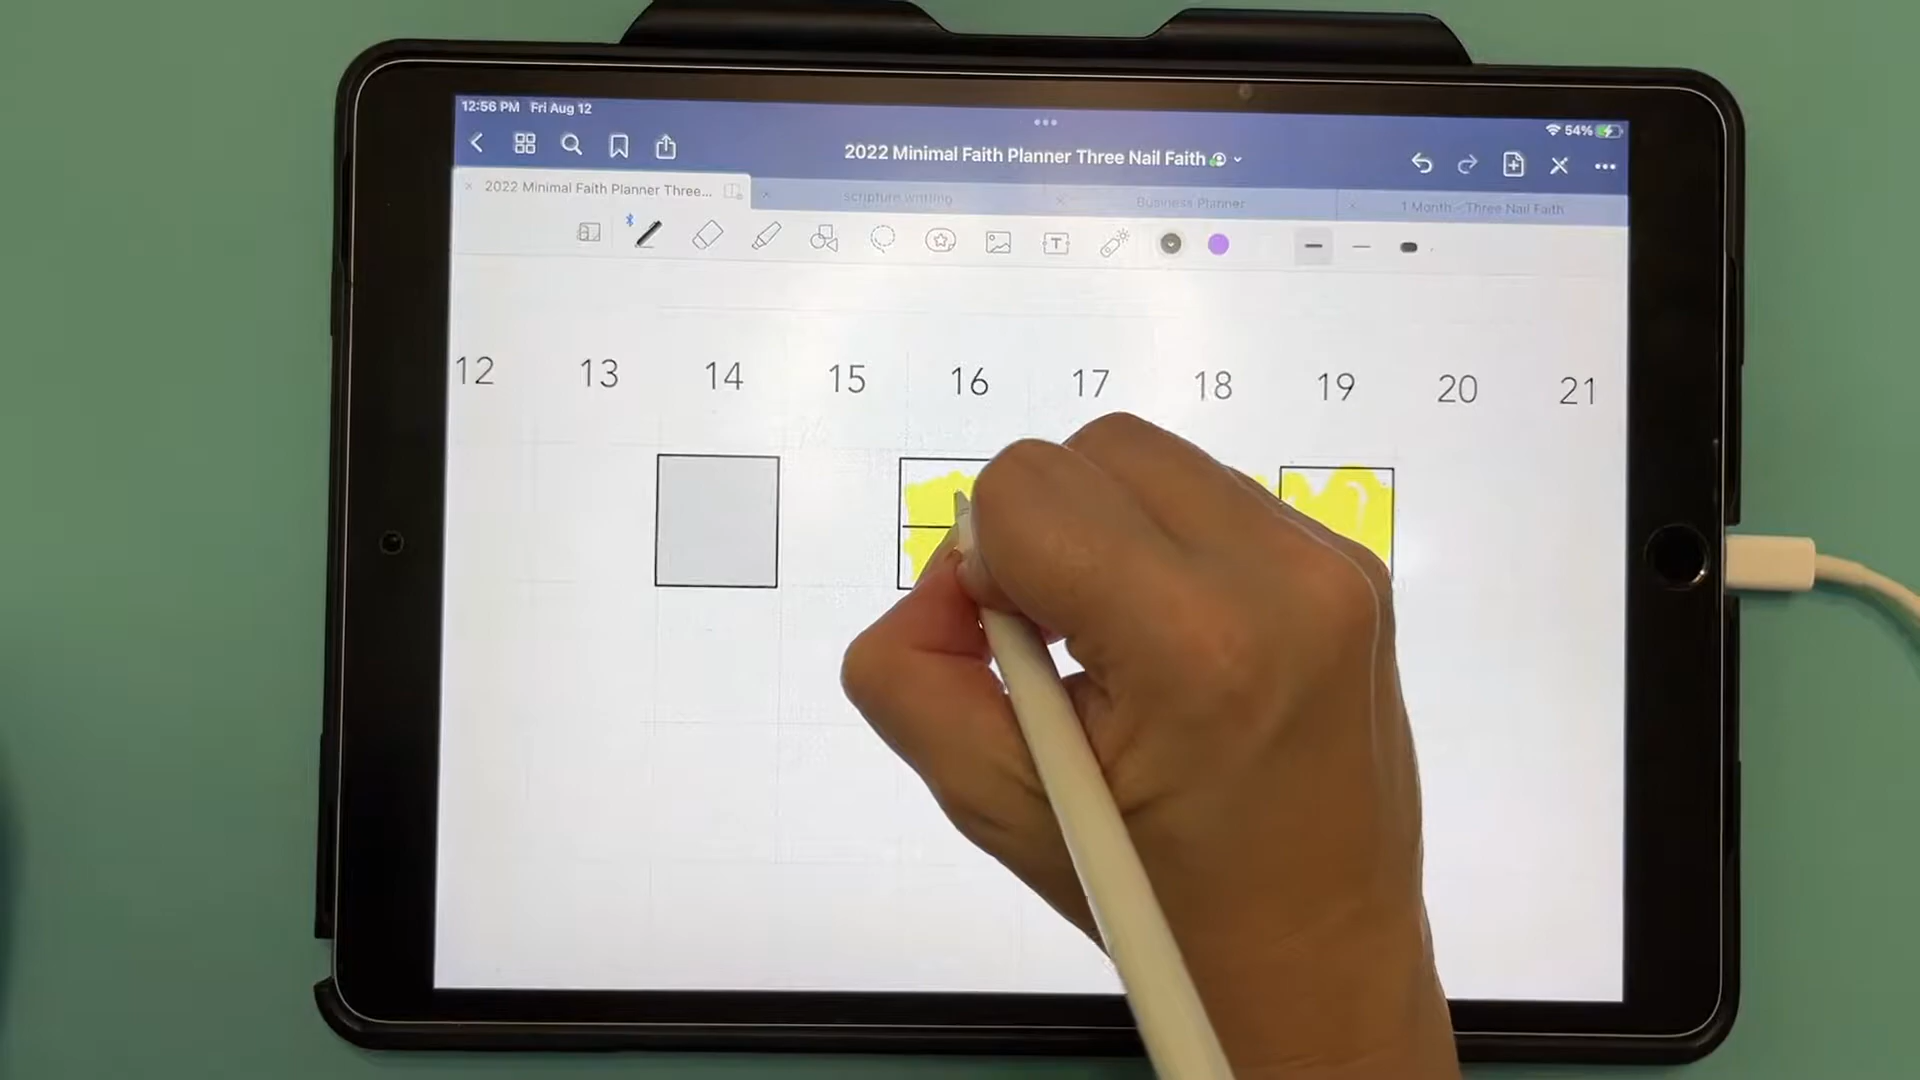 12:56 PM Fri Aug 12
54%
2022 Minimal Faith Planner Three Nail Faith
2022 Minimal Faith Planner Three...
scripture writting
Business Planner
1 Month - Three Nail Faith
T
12 13 14 15 16 17 18 19 20 21